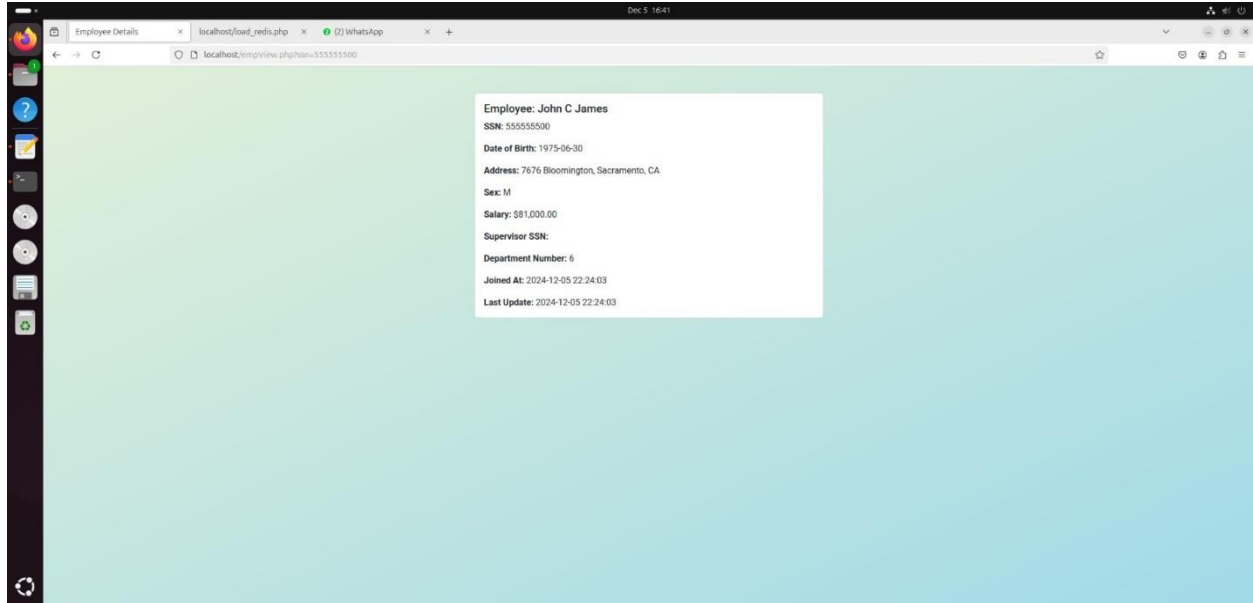 Dec 5 16:41
Employee Details
localhost/load_redis.php
(2) WhatsApp
localhost/empView.php?ssn=555555500
1
Employee: John C James
SSN: 555555500
Date of Birth: 1975-06-30
Address: 7676 Bloomington, Sacramento, CA
Sex: M
Salary: $81,000.00
Supervisor SSN:
Department Number: 6
Joined At: 2024-12-05 22:24:03
Last Update: 2024-12-05 22:24:03